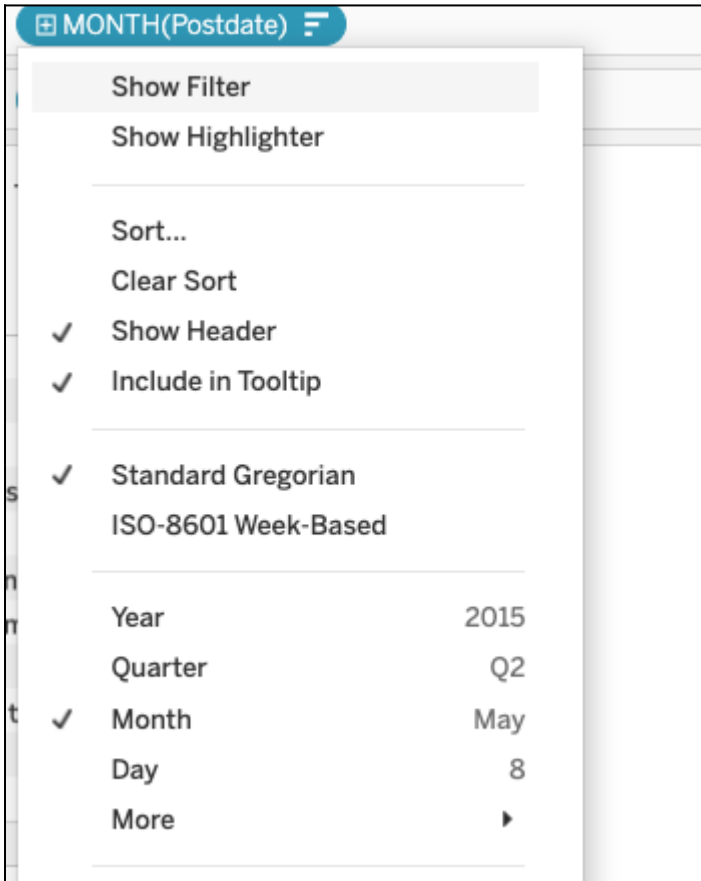 MONTH(Postdate)
Show Filter
Show Highlighter
Sort...
Clear Sort
Show Header
Include in Tooltip
Standard Gregorian
s
ISO-8601 Week-Based
n
Year 2015
m
Quarter Q2
t
Month May
Day 8
More